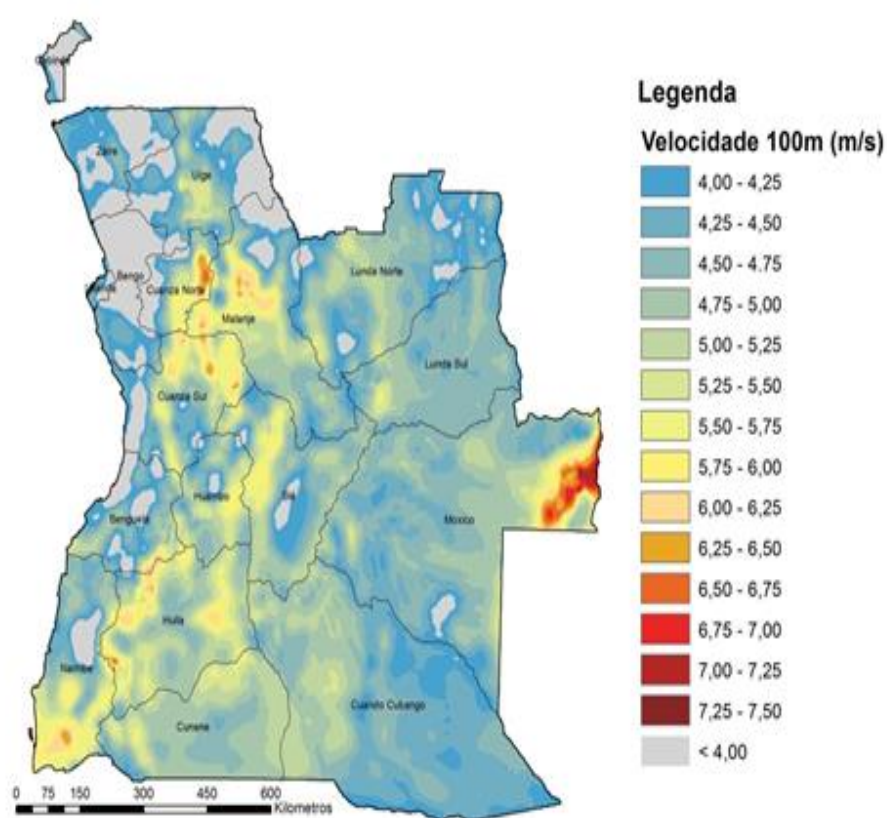 Cabinda
Zaire
Uige
Bengo
Luanda
Cuanza Norte
Malanje
Lunda Norte
Lunda Sul
Cuanza Sul
Huambo
Bié
Benguela
Moxico
Huila
Namibe
Cunene
Cuando Cubango
0 75 150 300 450 600
Kilometros
Legenda
Velocidade 100m (m/s)
4,00 - 4,25
4,25 - 4,50
4,50 - 4,75
4,75 - 5,00
5,00 - 5,25
5,25 - 5,50
5,50 - 5,75
5,75 - 6,00
6,00 - 6,25
6,25 - 6,50
6,50 - 6,75
6,75 - 7,00
7,00 - 7,25
7,25 - 7,50
< 4,00